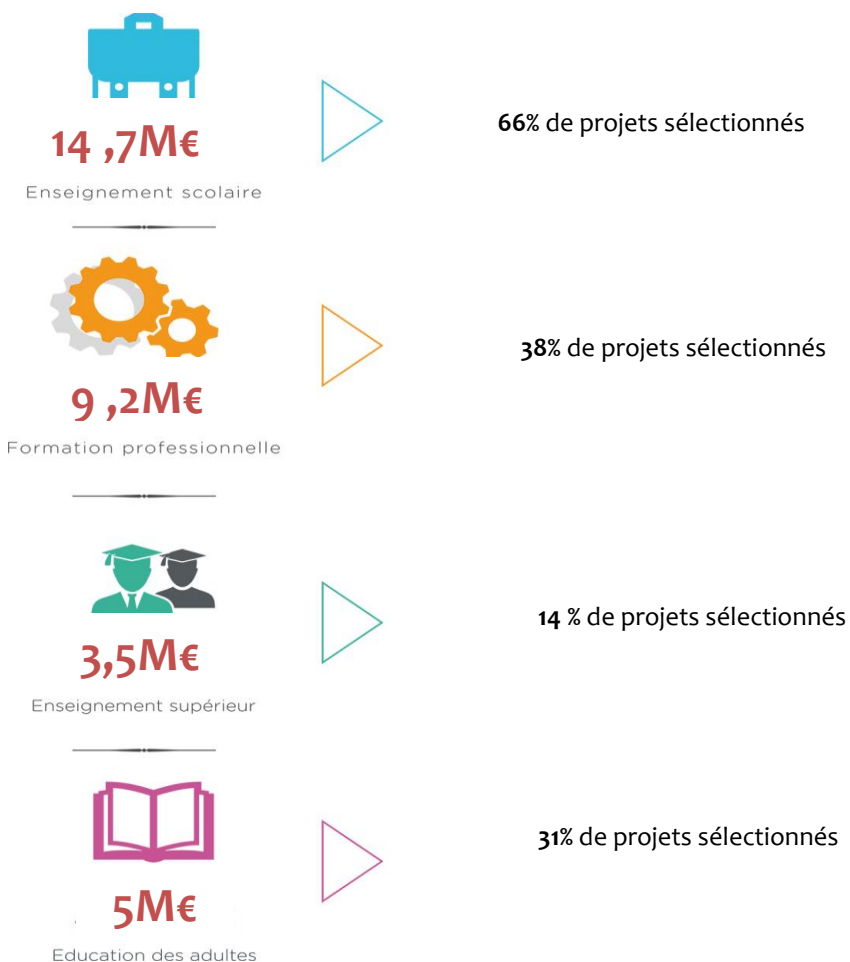 14 ,7M€
66% de projets sélectionnés
Enseignement scolaire
9 ,2M€
38% de projets sélectionnés
Formation professionnelle
3,5M€
14 % de projets sélectionnés
Enseignement supérieur
5M€
31% de projets sélectionnés
Education des adultes